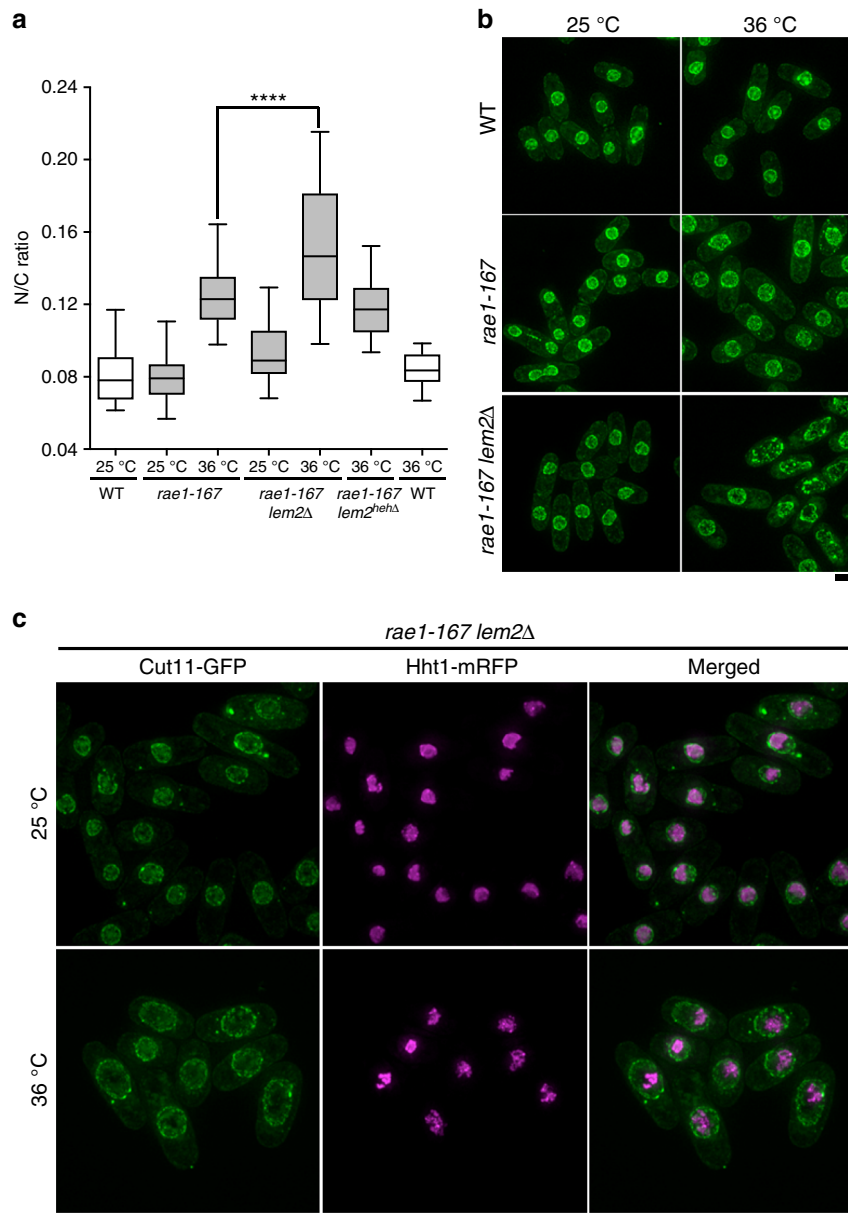 a
N/C ratio
0.24
0.20
0.16
0.12
0.08
0.04
****
25 °C 25 °C 36 °C 25 °C 36 °C 36 °C 36 °C
WT rae1-167 rae1-167 lem2Δ rae1-167 lem2hehΔ WT
b
25 °C 36 °C
WT
rae1-167
rae1-167 lem2Δ
c
rae1-167 lem2Δ
Cut11-GFP Hht1-mRFP Merged
25 °C
36 °C